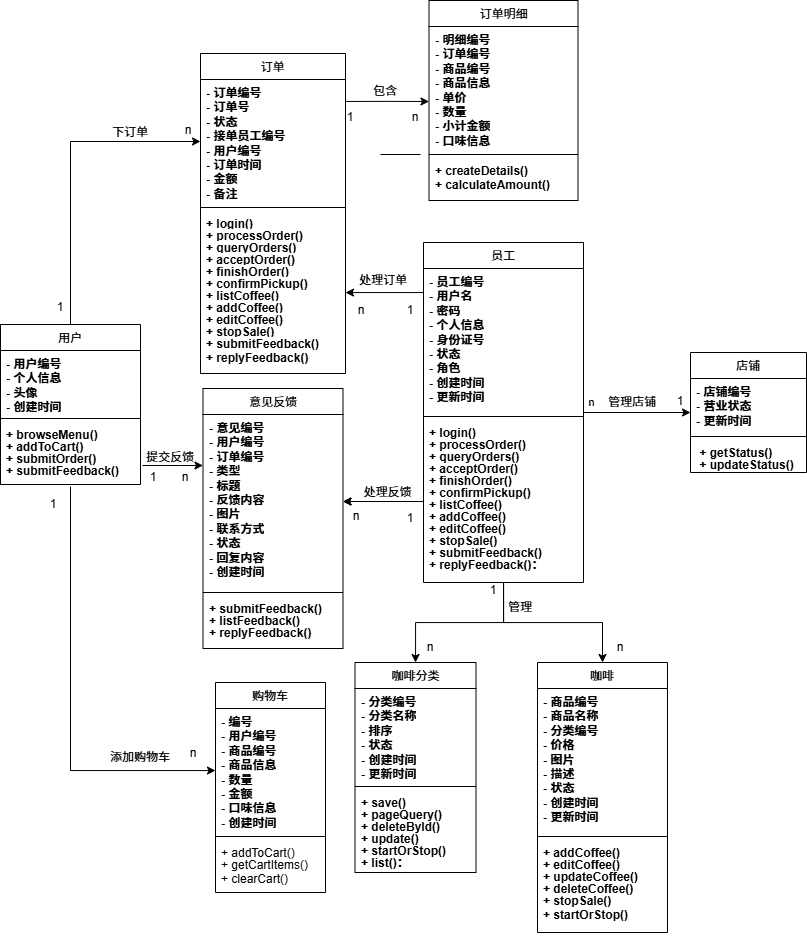 订单明细
- 明细编号
- 订单编号
- 商品编号
- 商品信息
- 单价
- 数量
- 小计金额
- 口味信息
+ createDetails()
+ calculateAmount()
订单
- 订单编号
- 订单号
- 状态
- 接单员工编号
- 用户编号
- 订单时间
- 金额
- 备注
+ login()
+ processOrder()
+ queryOrders()
+ acceptOrder()
+ finishOrder()
+ confirmPickup()
+ listCoffee()
+ addCoffee()
+ editCoffee()
+ stopSale()
+ submitFeedback()
+ replyFeedback()
包含
1
n
下订单
n
1
处理订单
n
1
员工
- 员工编号
- 用户名
- 密码
- 个人信息
- 身份证号
- 状态
- 角色
- 创建时间
- 更新时间
+ login()
+ processOrder()
+ queryOrders()
+ acceptOrder()
+ finishOrder()
+ confirmPickup()
+ listCoffee()
+ addCoffee()
+ editCoffee()
+ stopSale()
+ submitFeedback()
+ replyFeedback():
用户
- 用户编号
- 个人信息
- 头像
- 创建时间
+ browseMenu()
+ addToCart()
+ submitOrder()
+ submitFeedback()
店铺
- 店铺编号
- 营业状态
- 更新时间
+ getStatus()
+ updateStatus()
n
管理店铺
1
意见反馈
- 意见编号
- 用户编号
- 订单编号
- 类型
- 标题
- 反馈内容
- 图片
- 联系方式
- 状态
- 回复内容
- 创建时间
+ submitFeedback()
+ listFeedback()
+ replyFeedback()
提交反馈
1
n
处理反馈
n
1
1
1
管理
n
n
购物车
- 编号
- 用户编号
- 商品编号
- 商品信息
- 数量
- 金额
- 口味信息
- 创建时间
+ addToCart()
+ getCartItems()
+ clearCart()
添加购物车
n
咖啡分类
- 分类编号
- 分类名称
- 排序
- 状态
- 创建时间
- 更新时间
+ save()
+ pageQuery()
+ deleteById()
+ update()
+ startOrStop()
+ list():
咖啡
- 商品编号
- 商品名称
- 分类编号
- 价格
- 图片
- 描述
- 状态
- 创建时间
- 更新时间
+ addCoffee()
+ editCoffee()
+ updateCoffee()
+ deleteCoffee()
+ stopSale()
+ startOrStop()